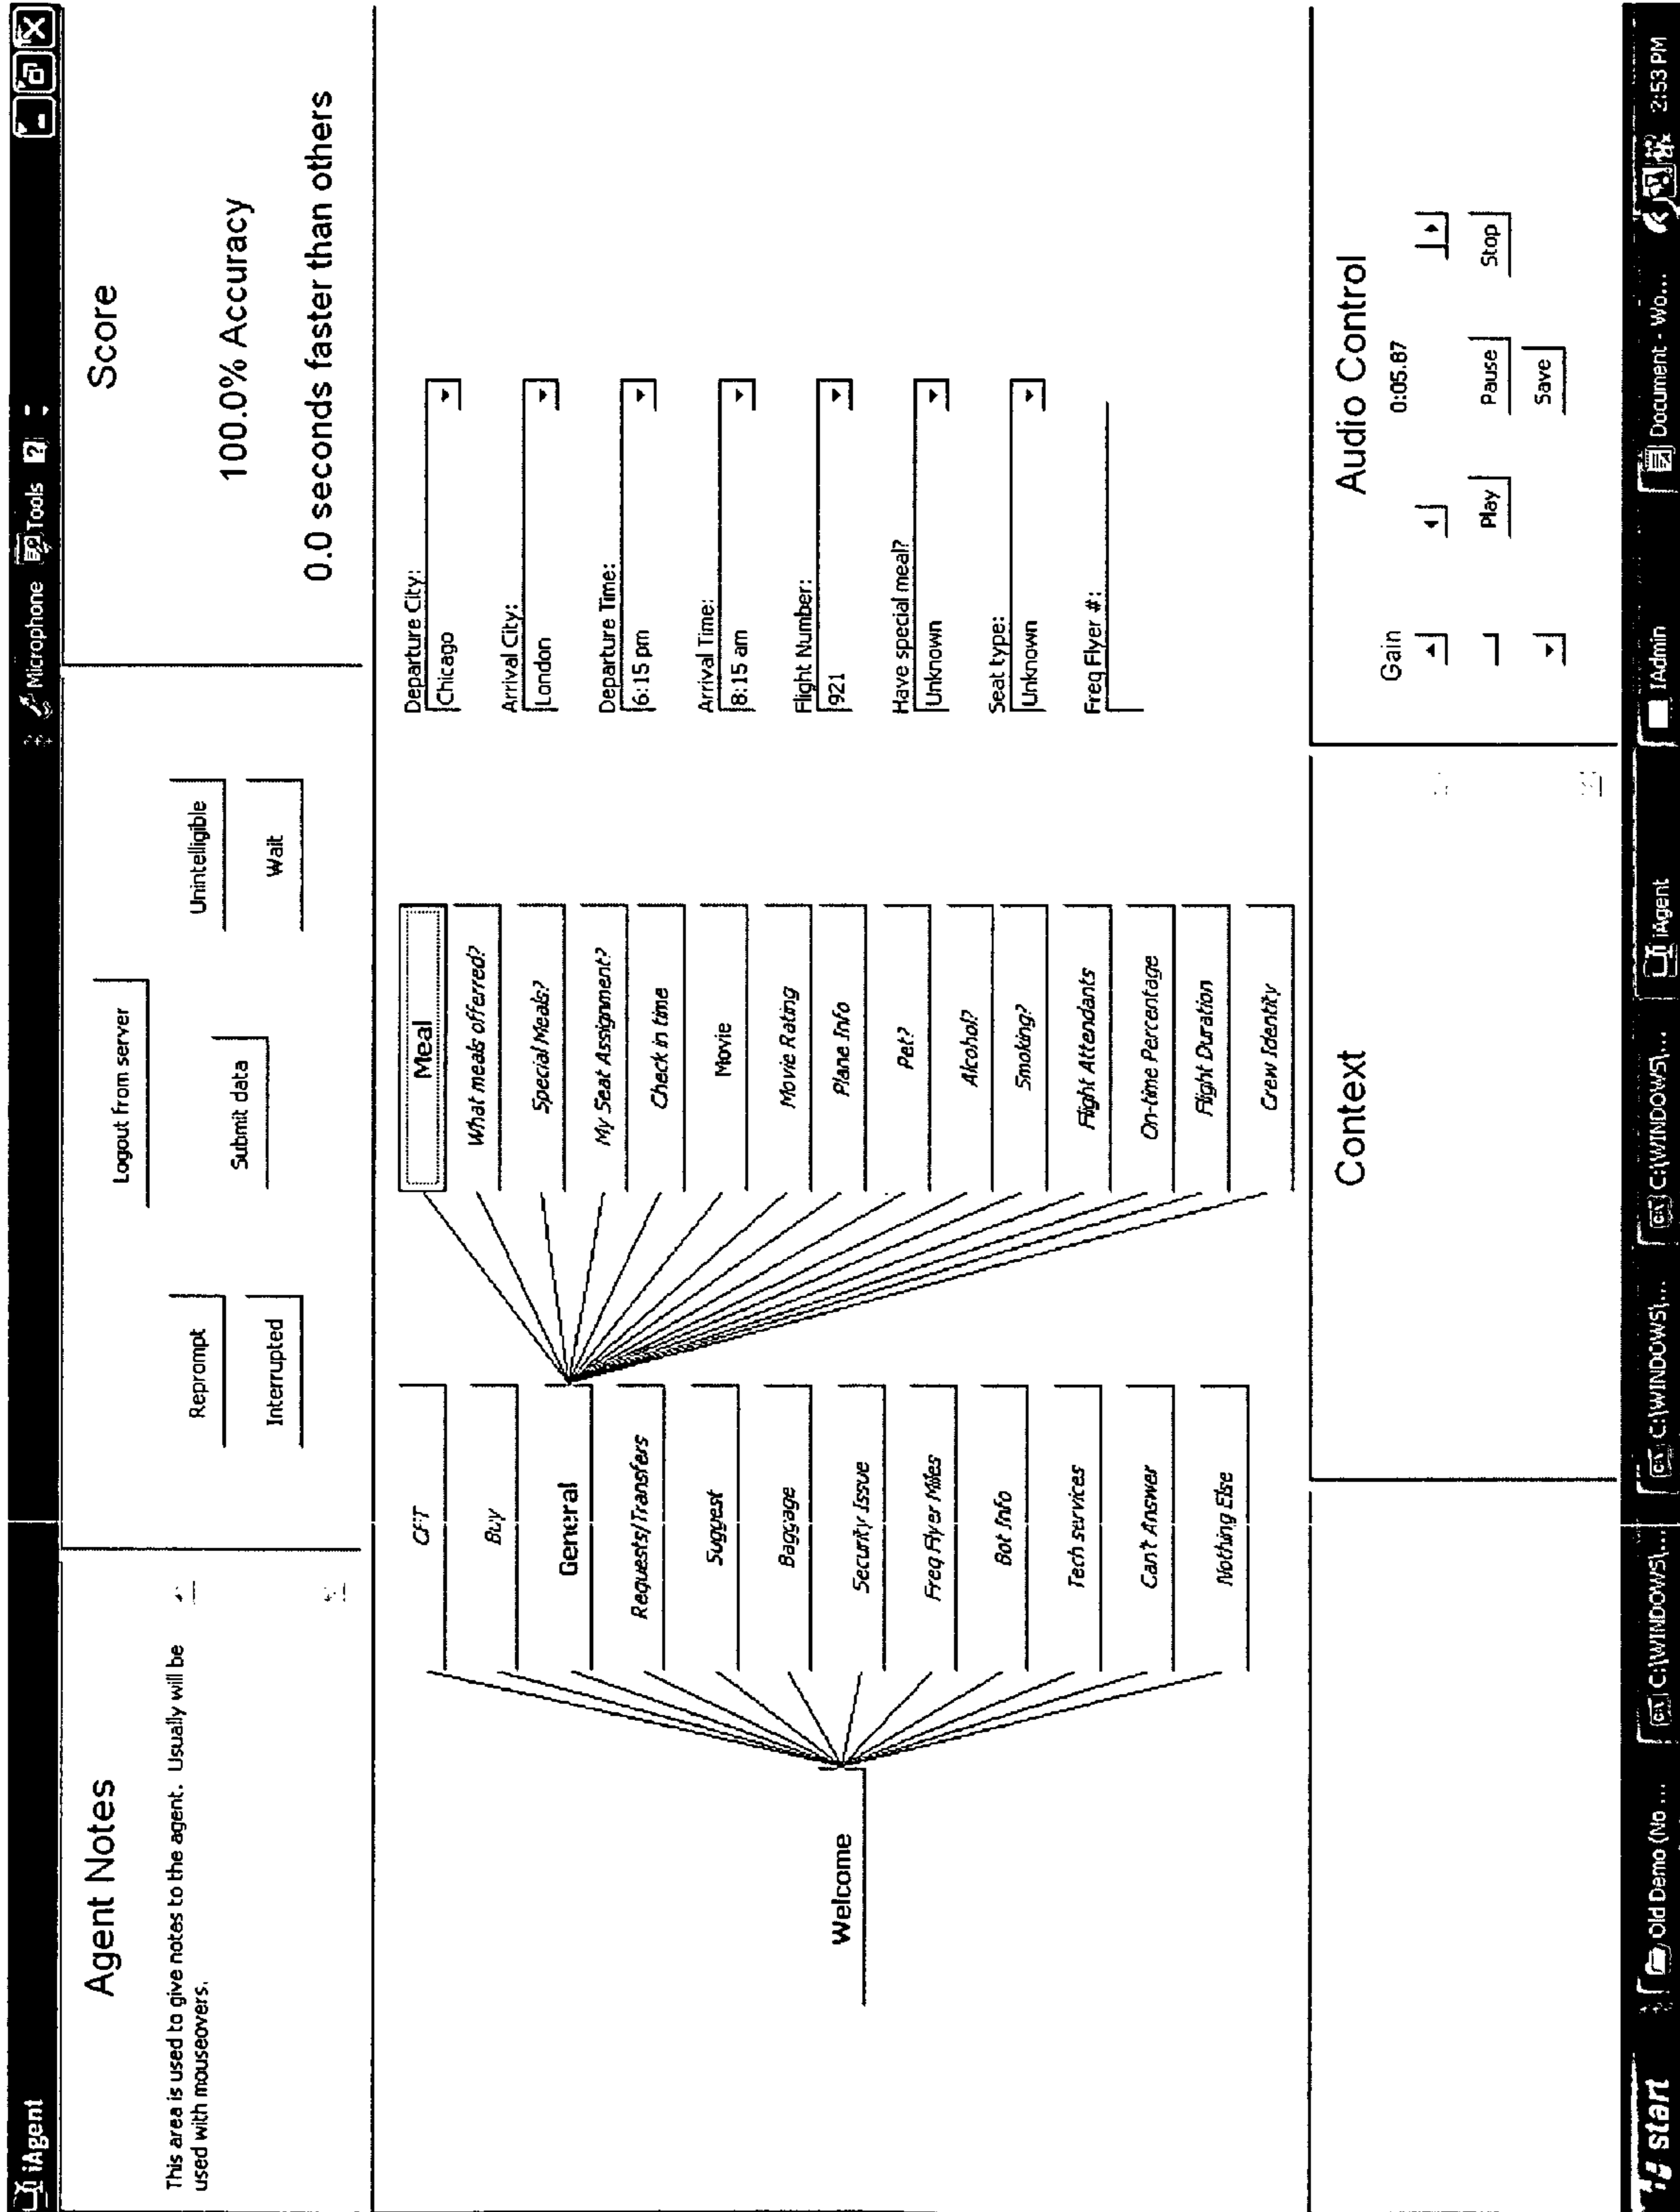 iAgent
Microphone Tools ?
Agent Notes
This area is used to give notes to the agent. Usually will be
used with mouseovers.
Logout from server
Reprompt
Submit data
Unintelligible
Interrupted
Wait
Score
100.0% Accuracy
0.0 seconds faster than others
Welcome
CFT
Buy
General
Requests/Transfers
Suggest
Baggage
Security Issue
Freq Flyer Miles
Bot Info
Tech services
Can't Answer
Nothing Else
Meal
What meals offerred?
Special Meals?
My Seat Assignment?
Check in time
Movie
Movie Rating
Plane Info
Pet?
Alcohol?
Smoking?
Flight Attendants
On-time Percentage
Flight Duration
Crew Identity
Departure City:
Chicago
Arrival City:
London
Departure Time:
6:15 pm
Arrival Time:
8:15 am
Flight Number:
921
Have special meal?
Unknown
Seat type:
Unknown
Freq Flyer #:
Context
Audio Control
Gain
0:05.87
Play
Pause
Stop
Save
start
Old Demo (No ...
C:\WINDOWS\...
C:\WINDOWS\...
C:\WINDOWS\...
iAgent
IAdmin
Document - Wo...
2:53 PM